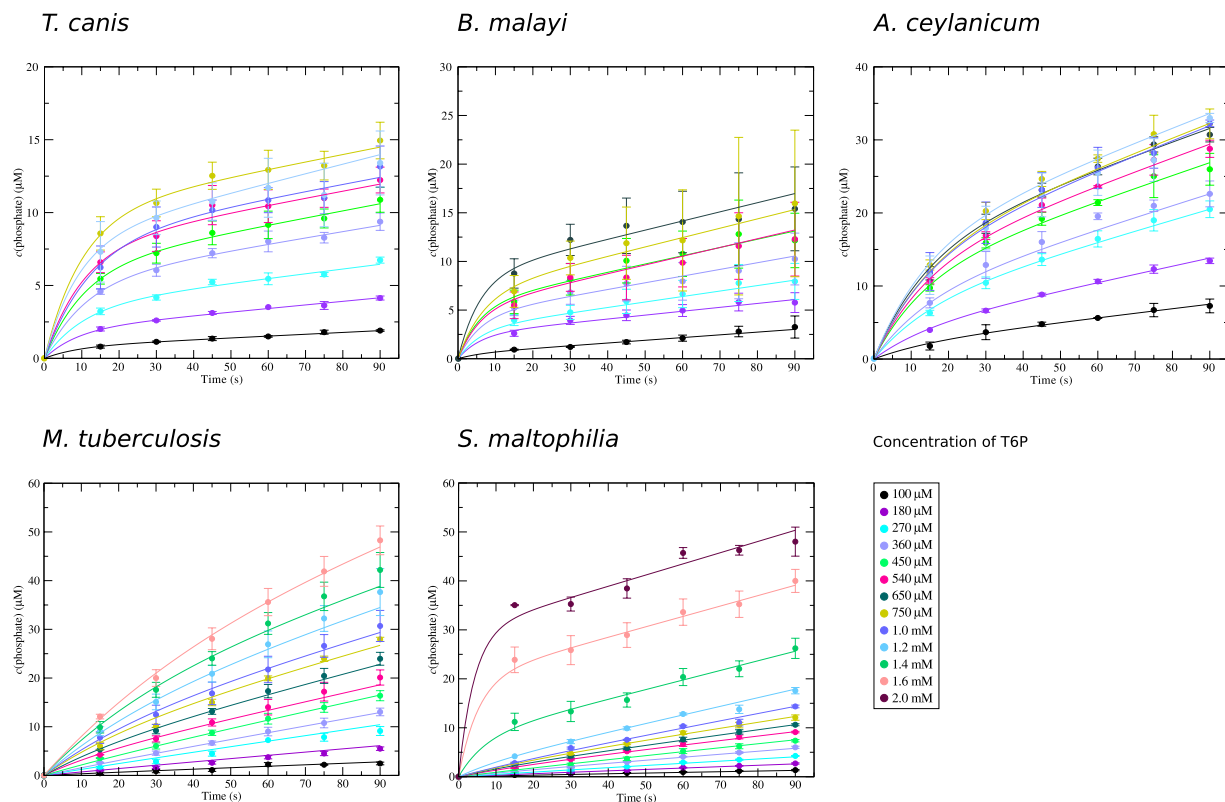 T. canis
B. malayi
A. ceylanicum
20
15
10
5
0
c(phosphate) (μM)
0 10 20 30 40 50 60 70 80 90
Time (s)
30
25
20
15
10
5
0
c(phosphate) (μM)
0 10 20 30 40 50 60 70 80 90
Time (s)
40
30
20
10
0
c(phosphate) (μM)
0 10 20 30 40 50 60 70 80 90
Time (s)
M. tuberculosis
S. maltophilia
Concentration of T6P
60
50
40
30
20
10
0
c(phosphate) (μM)
0 10 20 30 40 50 60 70 80 90
Time (s)
60
50
40
30
20
10
0
c(phosphate) (μM)
0 10 20 30 40 50 60 70 80 90
Time (s)
100 μM
180 μM
270 μM
360 μM
450 μM
540 μM
650 μM
750 μM
1.0 mM
1.2 mM
1.4 mM
1.6 mM
2.0 mM